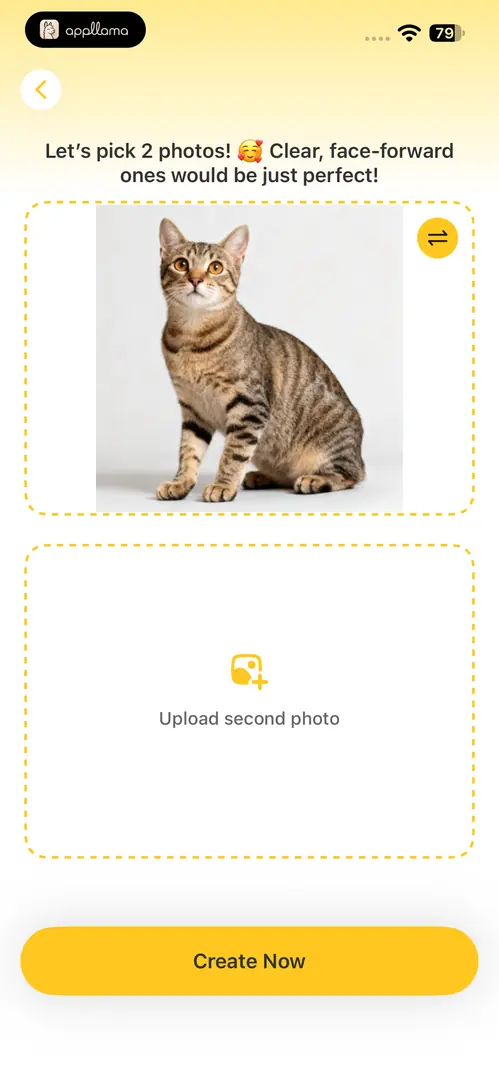 appllama
79
Let’s pick 2 photos! 🥰 Clear, face-forward
ones would be just perfect!
Upload second photo
Create Now